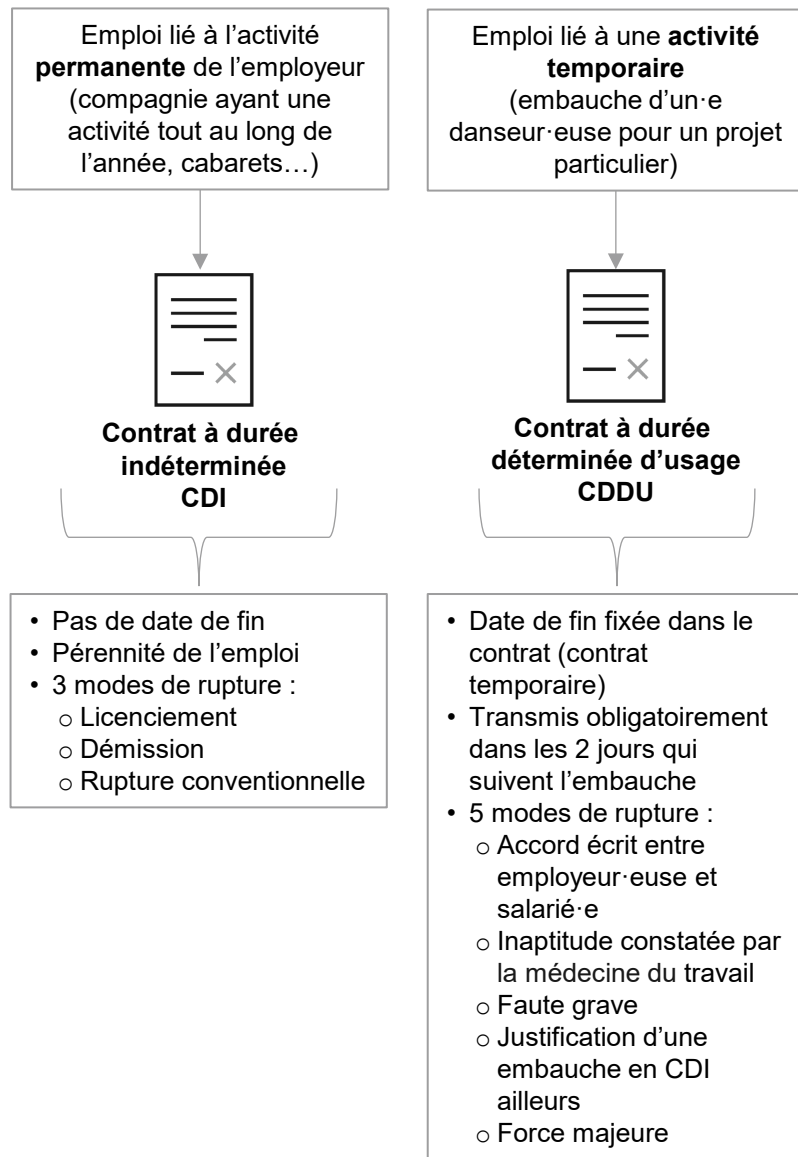 Emploi lié à l’activité
permanente de l’employeur
(compagnie ayant une
activité tout au long de
l’année, cabarets…)
Contrat à durée
indéterminée
CDI
• Pas de date de fin
• Pérennité de l’emploi
• 3 modes de rupture :
o Licenciement
o Démission
o Rupture conventionnelle
Emploi lié à une activité
temporaire
(embauche d’un·e
danseur·euse pour un projet
particulier)
Contrat à durée
déterminée d’usage
CDDU
• Date de fin fixée dans le
contrat (contrat
temporaire)
• Transmis obligatoirement
dans les 2 jours qui
suivent l’embauche
• 5 modes de rupture :
o Accord écrit entre
employeur·euse et
salarié·e
o Inaptitude constatée par
la médecine du travail
o Faute grave
o Justification d’une
embauche en CDI
ailleurs
o Force majeure